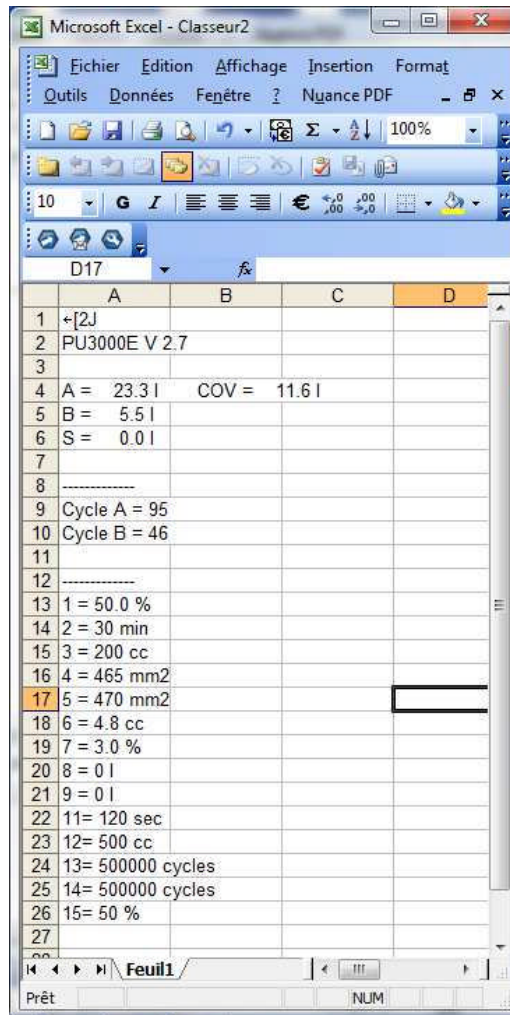 Microsoft Excel - Classeur2
Fichier Edition Affichage Insertion Format
Outils Données Fenêtre ? Nuance PDF
Σ 100%
10 G I € ,00
D17 fx
A B C D
1 ←[2J
2 PU3000E V 2.7
3
4 A = 23.3 l COV = 11.6 l
5 B = 5.5 l
6 S = 0.0 l
7
8 -------------
9 Cycle A = 95
10 Cycle B = 46
11
12 -------------
13 1 = 50.0 %
14 2 = 30 min
15 3 = 200 cc
16 4 = 465 mm2
17 5 = 470 mm2
18 6 = 4.8 cc
19 7 = 3.0 %
20 8 = 0 l
21 9 = 0 l
22 11= 120 sec
23 12= 500 cc
24 13= 500000 cycles
25 14= 500000 cycles
26 15= 50 %
27
Feuil1
Prêt NUM